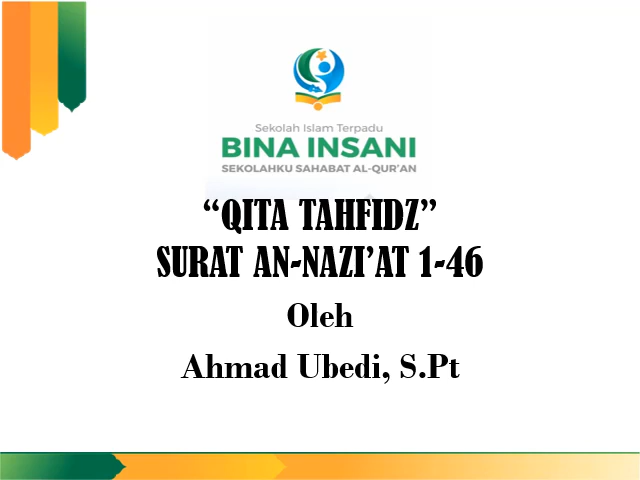 Sekolah Islam Terpadu
BINA INSANI
SEKOLAHKU SAHABAT AL-QUR'AN
“QITA TAHFIDZ”
SURAT AN-NAZI’AT 1-46
Oleh
Ahmad Ubedi, S.Pt